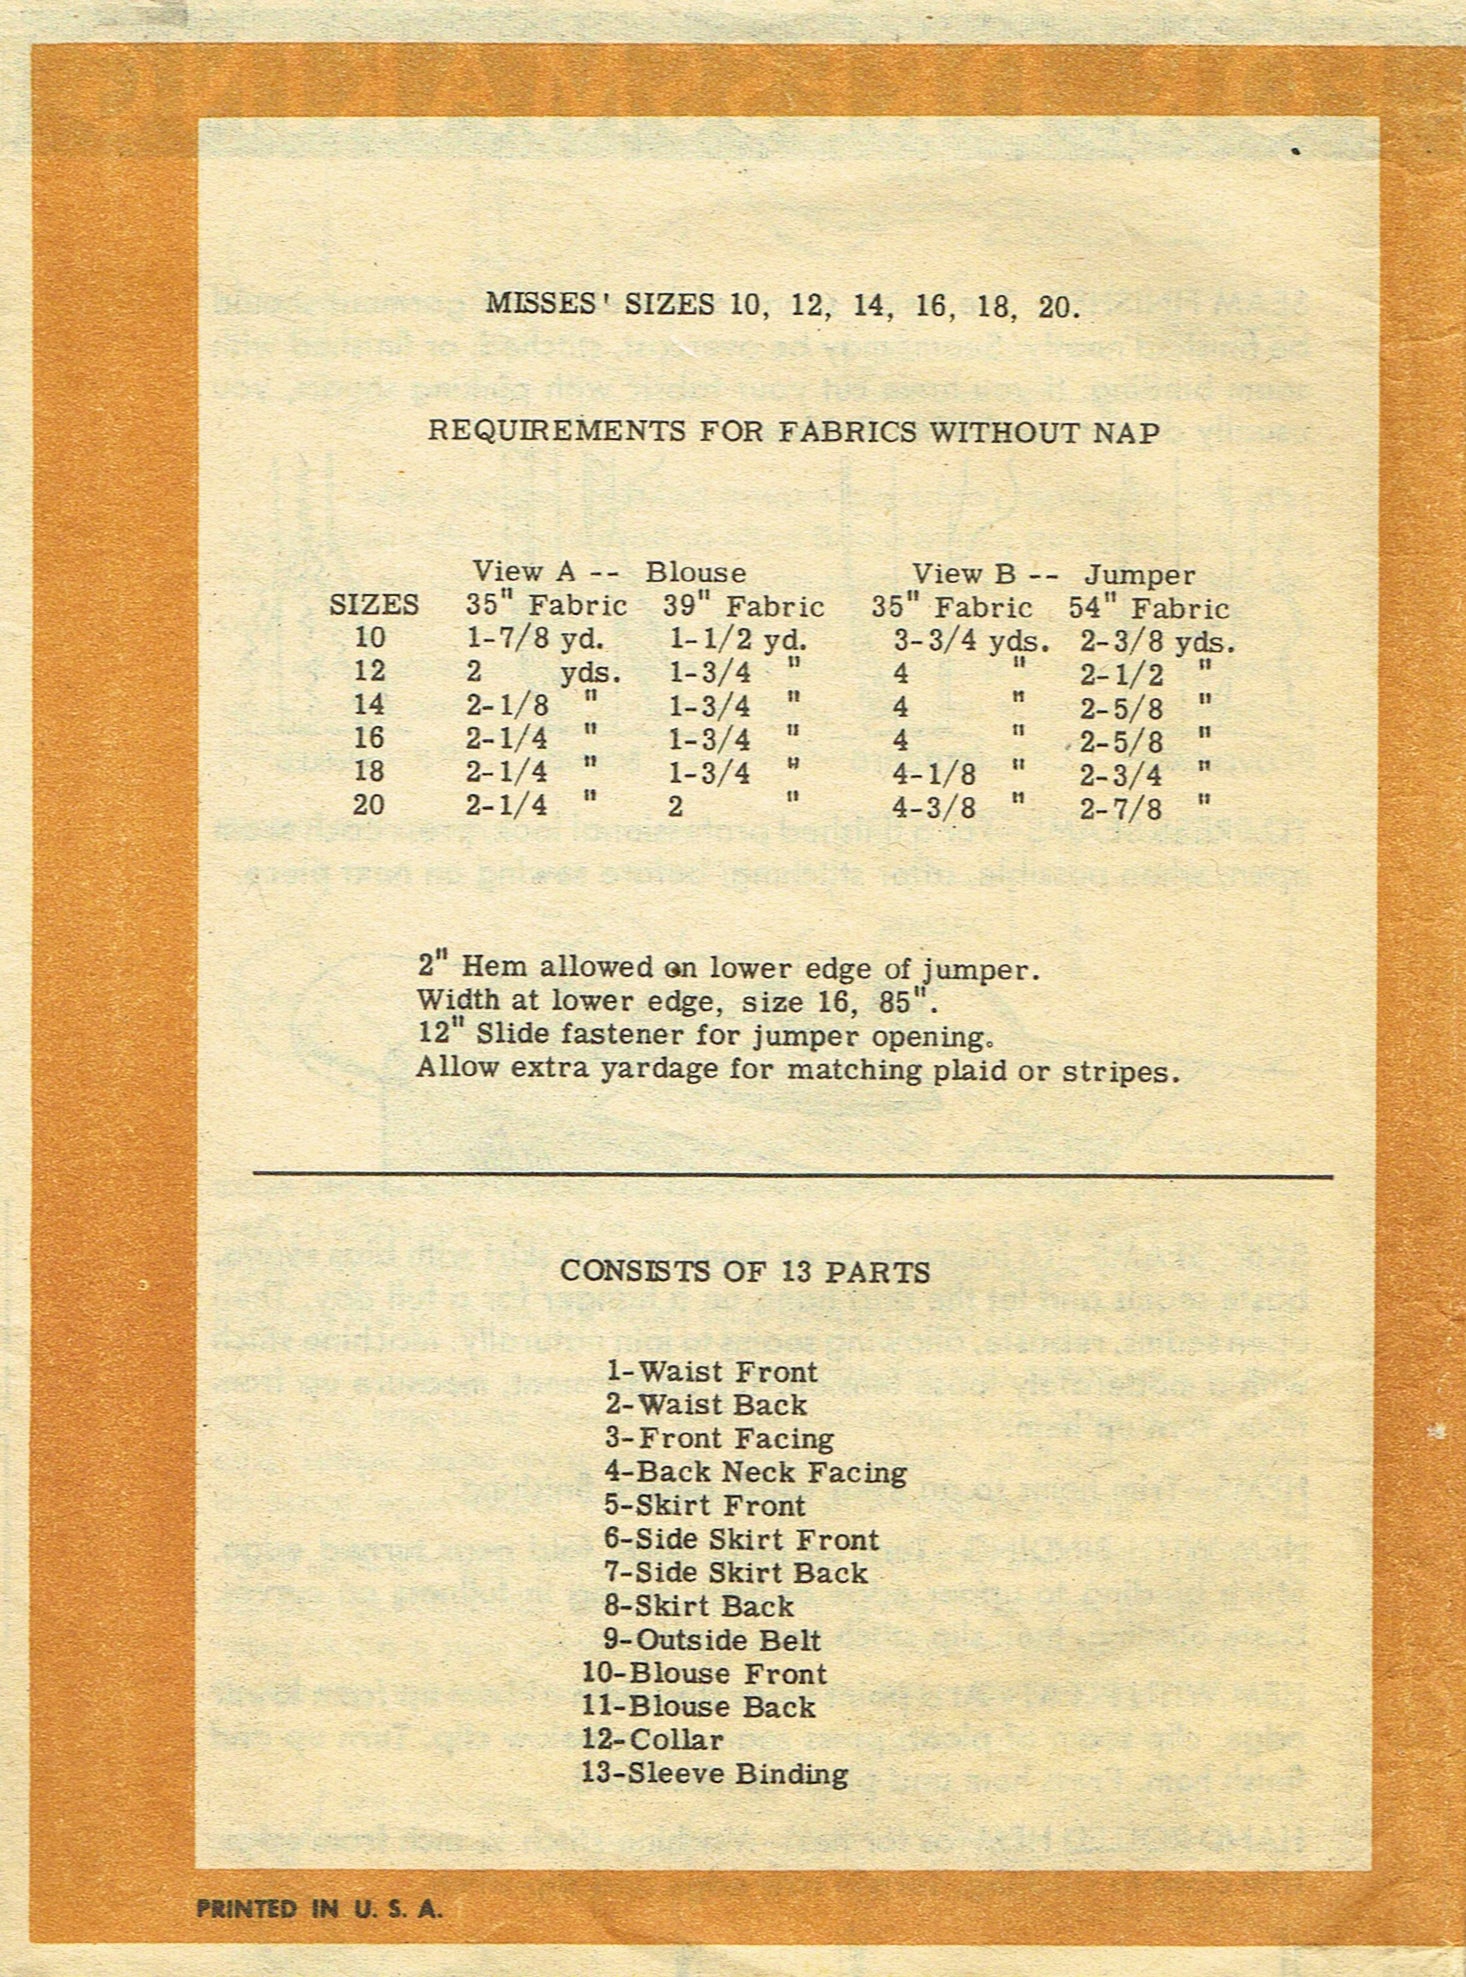 MISSES' SIZES 10, 12, 14, 16, 18, 20.
REQUIREMENTS FOR FABRICS WITHOUT NAP
View A -- Blouse View B -- Jumper
SIZES 35" Fabric 39" Fabric 35" Fabric 54" Fabric
10 1-7/8 yd. 1-1/2 yd. 3-3/4 yds. 2-3/8 yds.
12 2 yds. 1-3/4 " 4 " 2-1/2 "
14 2-1/8 " 1-3/4 " 4 " 2-5/8 "
16 2-1/4 " 1-3/4 " 4 " 2-5/8 "
18 2-1/4 " 1-3/4 " 4-1/8 " 2-3/4 "
20 2-1/4 " 2 " 4-3/8 " 2-7/8 "
2" Hem allowed on lower edge of jumper.
Width at lower edge, size 16, 85".
12" Slide fastener for jumper opening.
Allow extra yardage for matching plaid or stripes.
CONSISTS OF 13 PARTS
1-Waist Front
2-Waist Back
3-Front Facing
4-Back Neck Facing
5-Skirt Front
6-Side Skirt Front
7-Side Skirt Back
8-Skirt Back
9-Outside Belt
10-Blouse Front
11-Blouse Back
12-Collar
13-Sleeve Binding
PRINTED IN U. S. A.